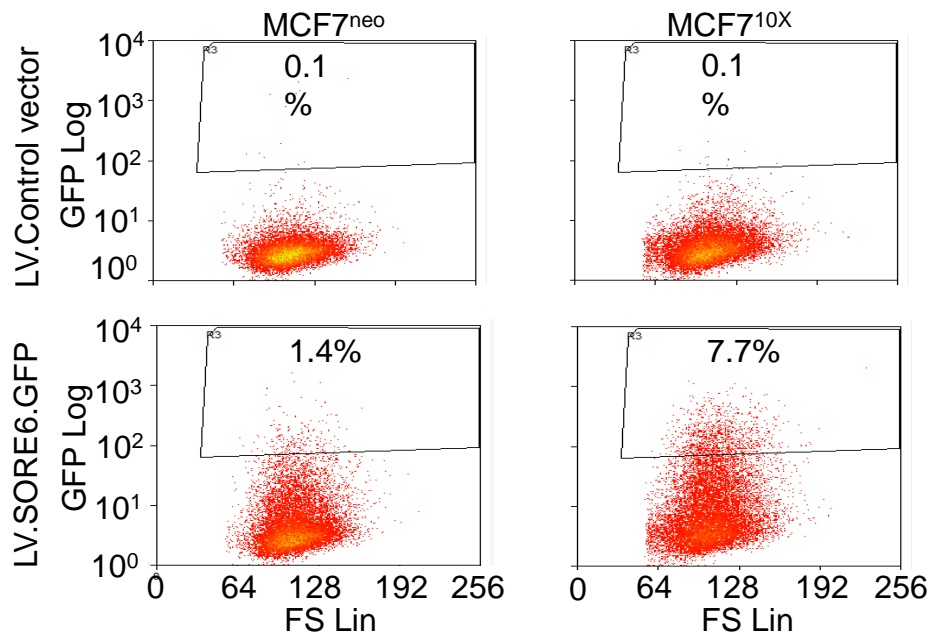 MCF7neo
MCF710X
LV.Control vector
GFP Log
104
103
102
101
100
R3
0.1
%
R3
0.1
%
LV.SORE6.GFP
GFP Log
104
103
102
101
100
R3
1.4%
R3
7.7%
0 64 128 192 256
FS Lin
0 64 128 192 256
FS Lin